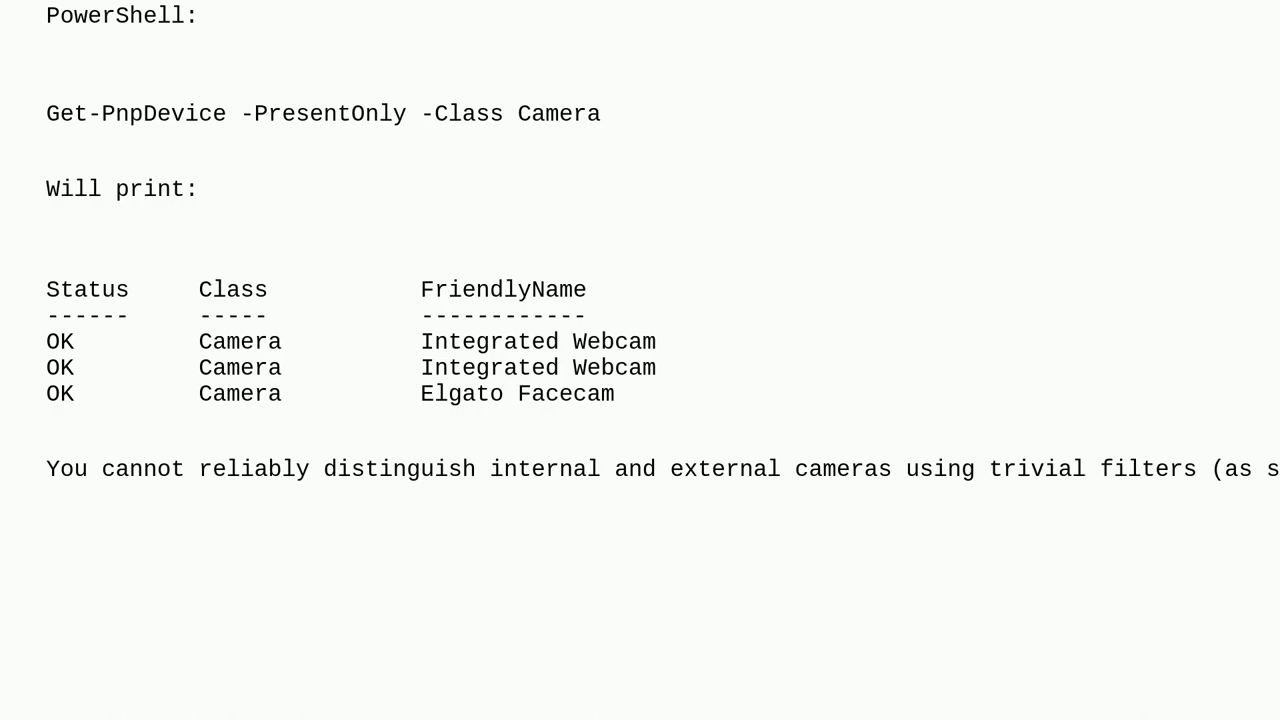 PowerShell:
Get-PnpDevice -PresentOnly -Class Camera
Will print:
Status     Class           FriendlyName
------     -----           ------------
OK         Camera          Integrated Webcam
OK         Camera          Integrated Webcam
OK         Camera          Elgato Facecam
You cannot reliably distinguish internal and external cameras using trivial filters (as